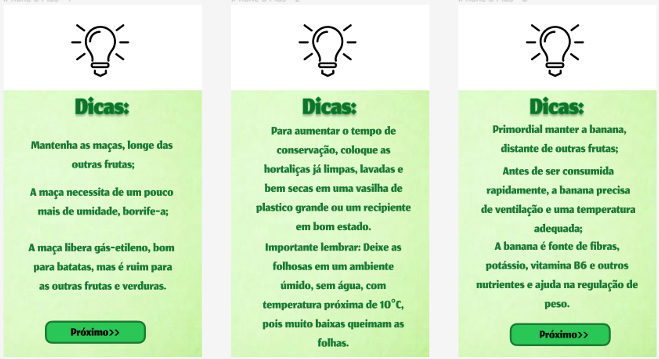 Dicas:
Mantenha as maças, longe das
outras frutas;
A maça necessita de um pouco
mais de umidade, borrife-a;
A maça libera gás-etileno, bom
para batatas, mas é ruim para
as outras frutas e verduras.
Próximo>>
Dicas:
Para aumentar o tempo de
conservação, coloque as
hortaliças já limpas, lavadas e
bem secas em uma vasilha de
plastico grande ou um recipiente
em bom estado.
Importante lembrar: Deixe as
folhosas em um ambiente
úmido, sem água, com
temperatura próxima de 10°C,
pois muito baixas queimam as
folhas.
Dicas:
Primordial manter a banana,
distante de outras frutas;
Antes de ser consumida
rapidamente, a banana precisa
de ventilação e uma temperatura
adequada;
A banana é fonte de fibras,
potássio, vitamina B6 e outros
nutrientes e ajuda na regulação de
peso.
Próximo>>